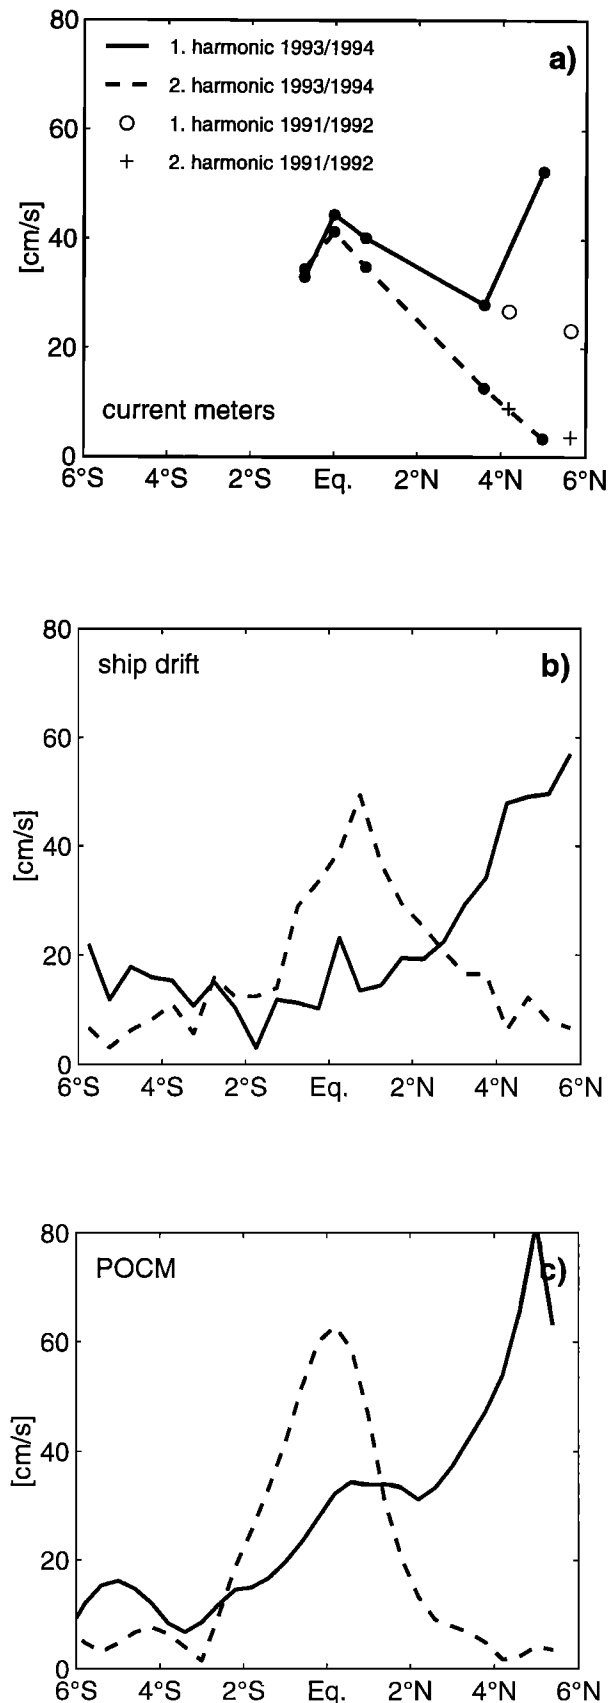 80
1. harmonic 1993/1994
a)
2. harmonic 1993/1994
60
1. harmonic 1991/1992
2. harmonic 1991/1992
[cm/s]
40
20
current meters
0
6°S 4°S 2°S Eq. 2°N 4°N 6°N
80
ship drift
b)
60
[cm/s]
40
20
0
6°S 4°S 2°S Eq. 2°N 4°N 6°N
80
POCM
c)
60
[cm/s]
40
20
0
6°S 4°S 2°S Eq. 2°N 4°N 6°N